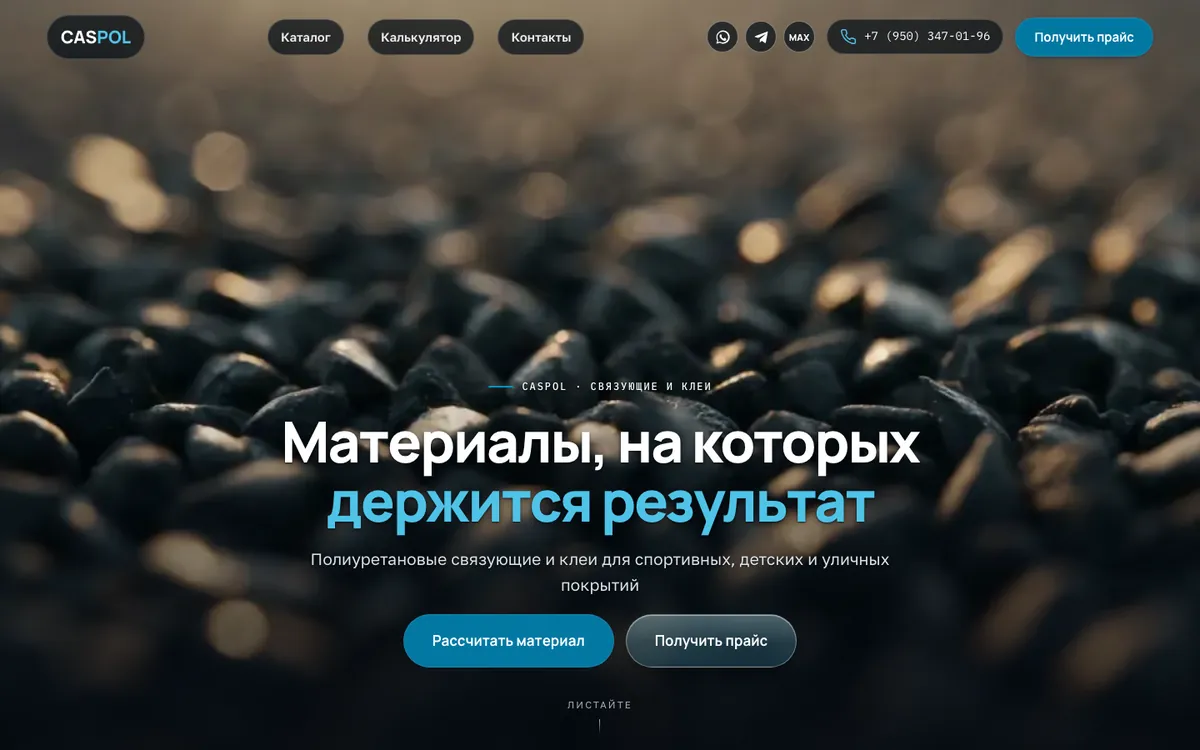 CASPOL
Каталог
Калькулятор
Контакты
MAX
+7 (950) 347-01-96
Получить прайс
CASPOL · СВЯЗУЮЩИЕ И КЛЕИ
Материалы, на которых
держится результат
Полиуретановые связующие и клеи для спортивных, детских и уличных
покрытий
Рассчитать материал
Получить прайс
ЛИСТАЙТЕ